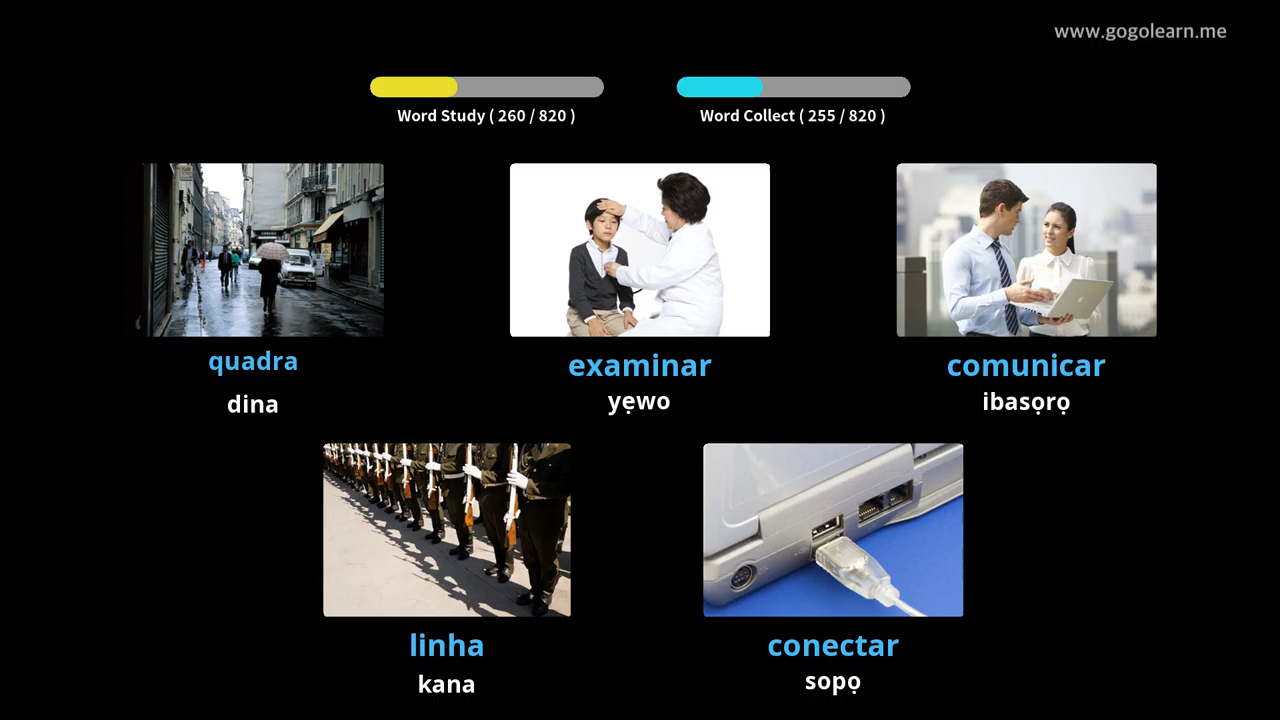 www.gogolearn.me
Word Study ( 260 / 820 )
Word Collect ( 255 / 820 )
quadra
dina
examinar
yẹwo
comunicar
ibasọrọ
linha
kana
conectar
sopọ